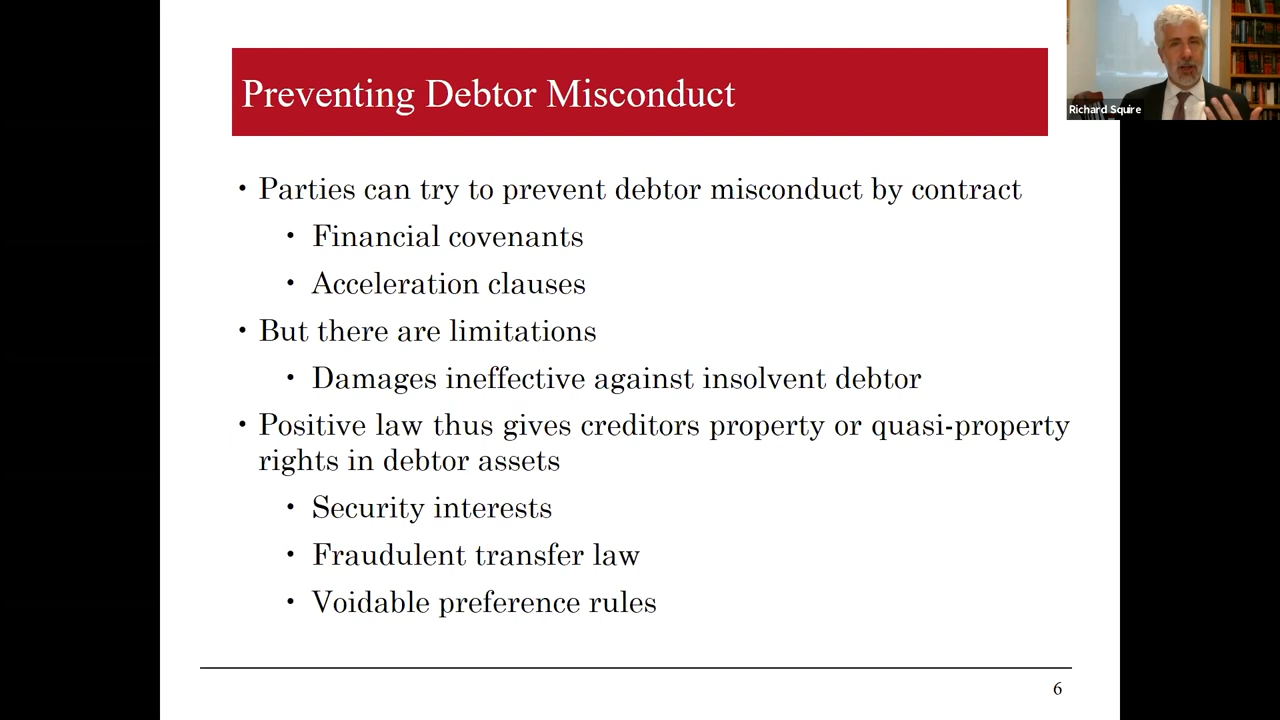 Preventing Debtor Misconduct
Richard Squire
• Parties can try to prevent debtor misconduct by contract
• Financial covenants
• Acceleration clauses
• But there are limitations
• Damages ineffective against insolvent debtor
• Positive law thus gives creditors property or quasi-property
rights in debtor assets
• Security interests
• Fraudulent transfer law
• Voidable preference rules
6